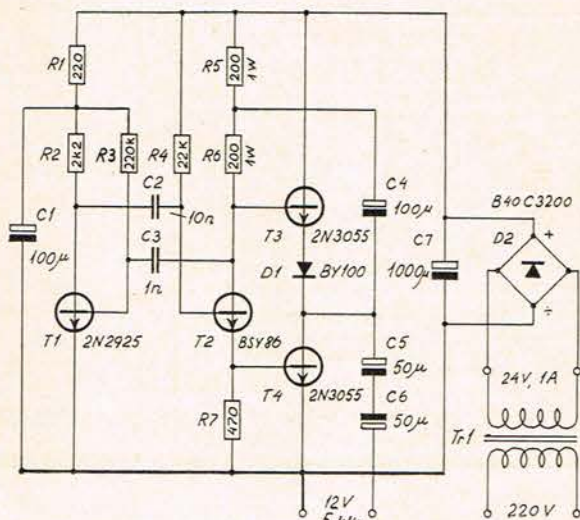 R1
220
R5
200
1W
R2
2k2
R3
220k
R4
22k
R6
200
1W
C2
10n
C1
100µ
C3
1n
C4
100µ
B40C3200
D2
+
÷
T3
2N3055
C7
1000µ
D1
BY100
T1
2N2925
T2
BSY86
C5
50µ
T4
2N3055
C6
50µ
R7
470
24V, 1A
Tr1
12V
220V